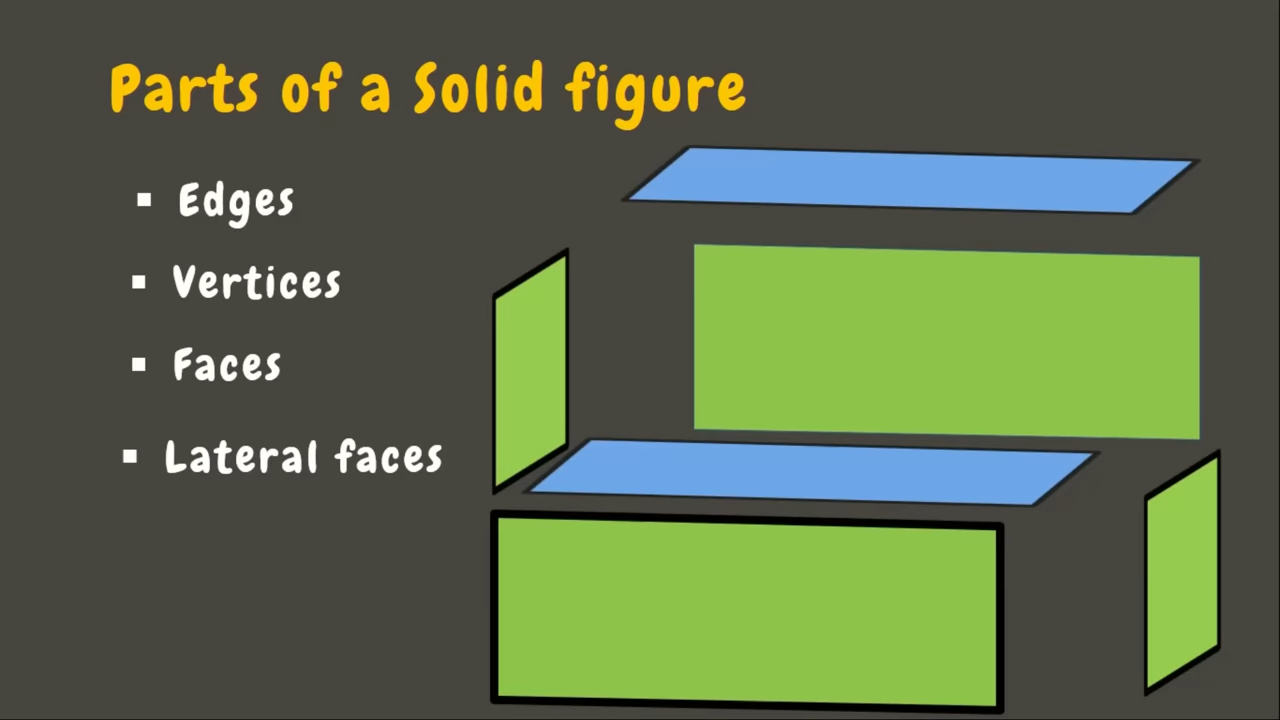 Parts of a Solid figure
▪ Edges
▪ Vertices
▪ Faces
▪ Lateral faces